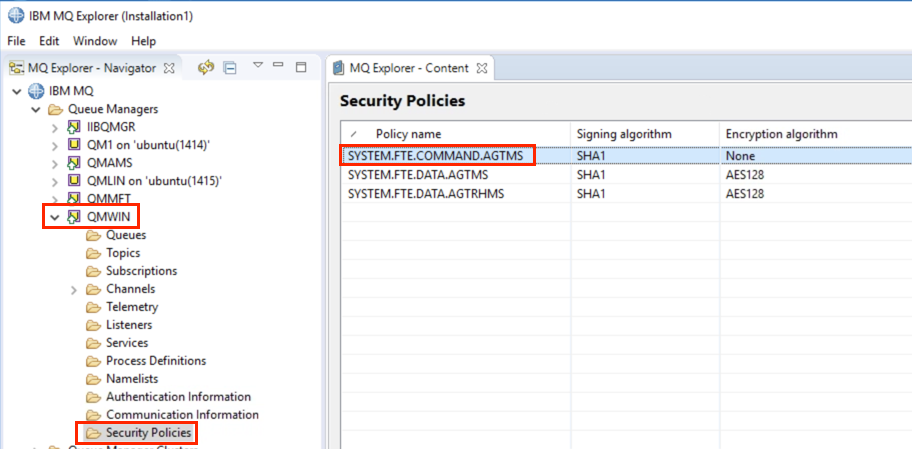 IBM MQ Explorer (Installation1)
File Edit Window Help
MQ Explorer - Navigator
IBM MQ
Queue Managers
IIBQMGR
QM1 on 'ubuntu(1414)'
QMAMS
QMLIN on 'ubuntu(1415)'
QMMFT
QMWIN
Queues
Topics
Subscriptions
Channels
Telemetry
Listeners
Services
Process Definitions
Namelists
Authentication Information
Communication Information
Security Policies
Queue Manager Clusters
MQ Explorer - Content
Security Policies
Policy name Signing algorithm Encryption algorithm
SYSTEM.FTE.COMMAND.AGTMS SHA1 None
SYSTEM.FTE.DATA.AGTMS SHA1 AES128
SYSTEM.FTE.DATA.AGTRHMS SHA1 AES128